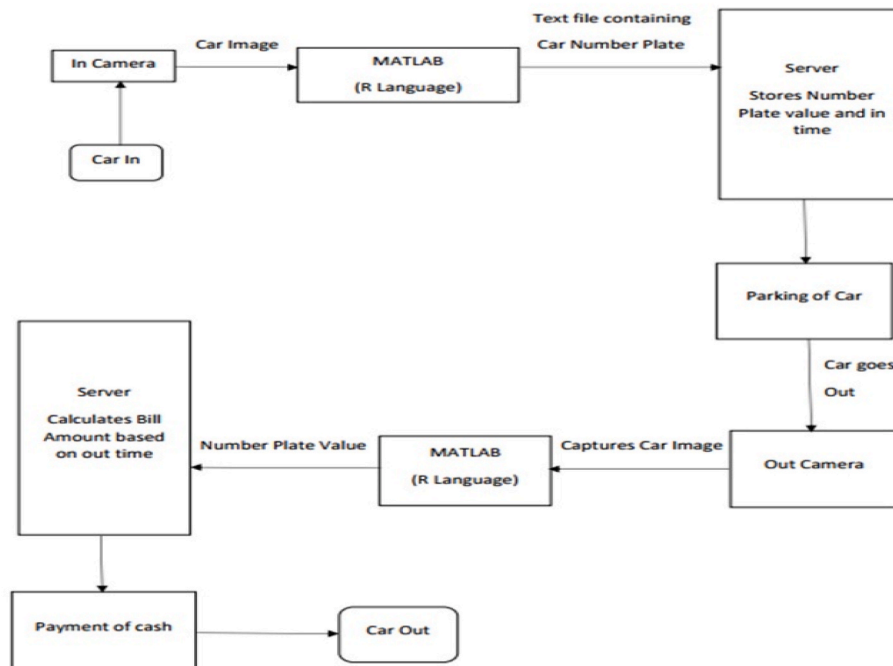 Car Image
Text file containing
Car Number Plate
In Camera
MATLAB
(R Language)
Server
Stores Number
Plate value and in
time
Car In
Parking of Car
Car goes
Out
Server
Calculates Bill
Amount based
on out time
Number Plate Value
MATLAB
(R Language)
Captures Car Image
Out Camera
Payment of cash
Car Out